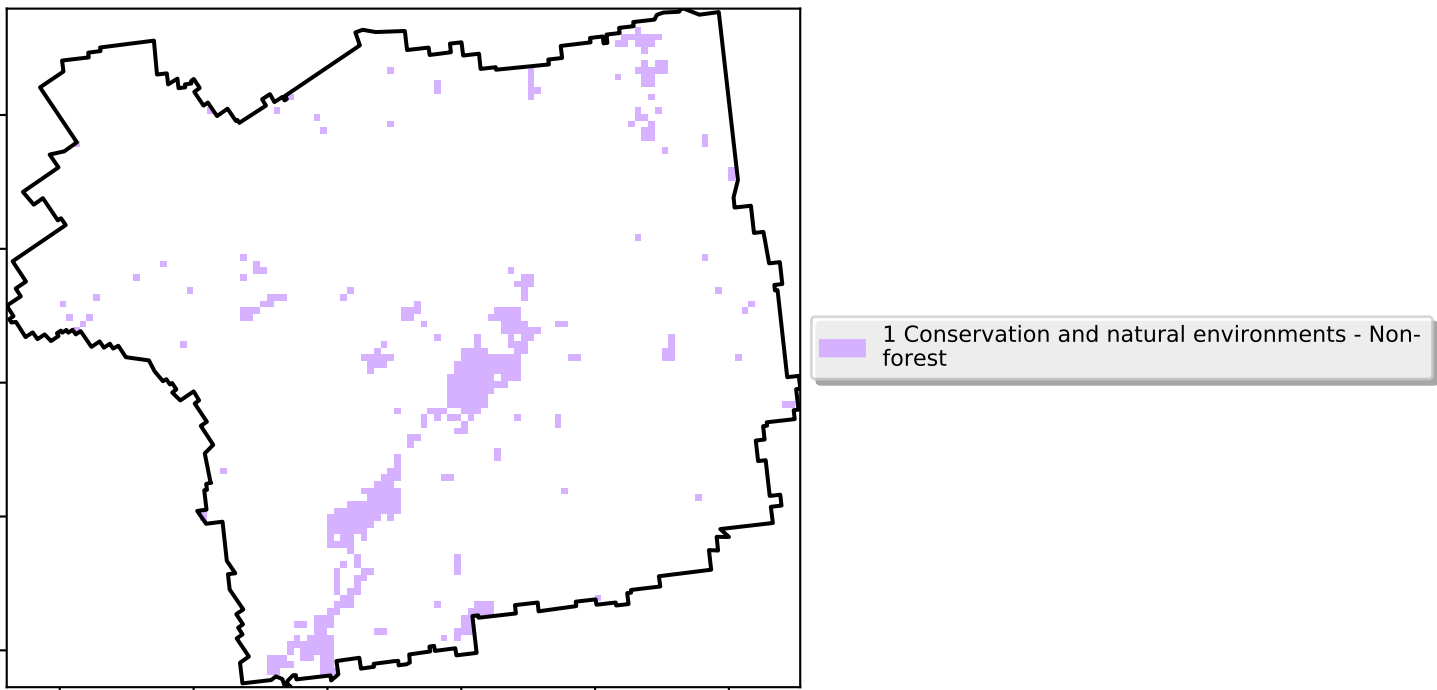 1 Conservation and natural environments - Non-
forest